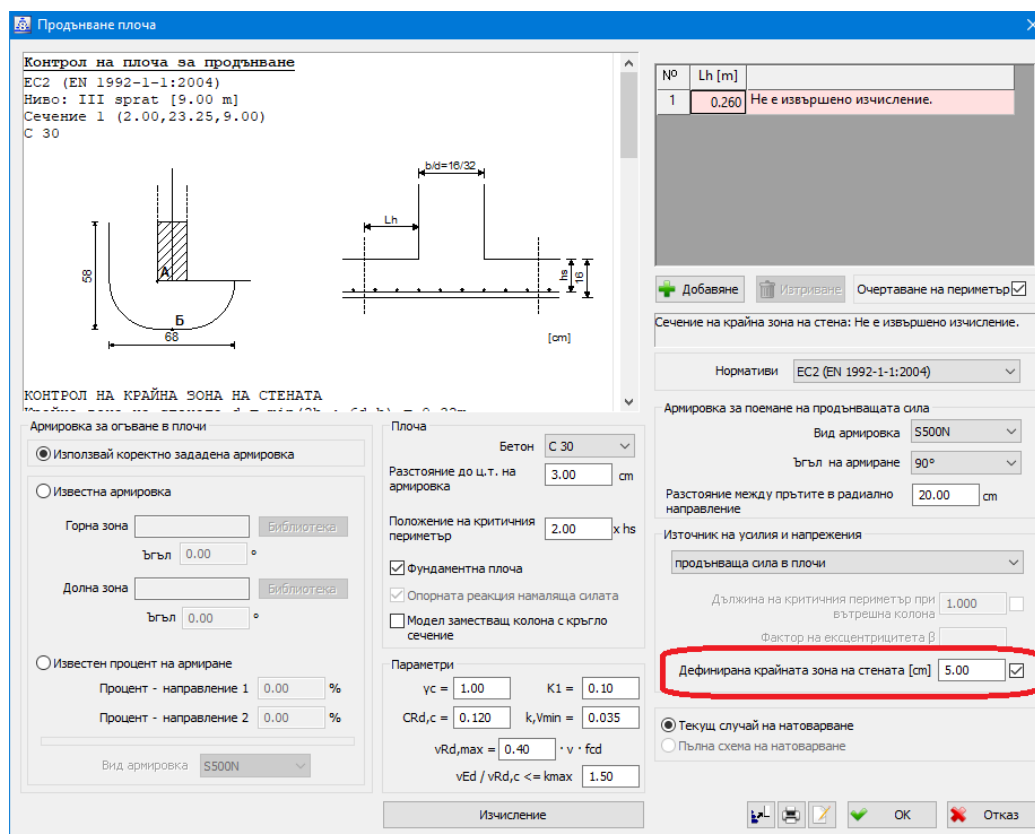 Продънване плоча
Контрол на плоча за продънване
EC2 (EN 1992-1-1:2004)
Ниво: III sprat [9.00 m]
Сечение 1 (2.00,23.25,9.00)
C 30
b/d=16/32
Lh
58
A
Б
68
hs
16
[cm]
КОНТРОЛ НА КРАЙНА ЗОНА НА СТЕНАТА
№ Lh [m]
1 0.260 Не е извършено изчисление.
Добавяне Изтриване Очертаване на периметър
Сечение на крайна зона на стена: Не е извършено изчисление.
Нормативи EC2 (EN 1992-1-1:2004)
Армировка за поемане на продънващата сила
Вид армировка S500N
Ъгъл на армиране 90°
Разстояние между прътите в радиално
направление
20.00 cm
Източник на усилия и напрежения
продънваща сила в плочи
Дължина на критичния периметър при
вътрешна колона
1.000
Фактор на ексцентрицитета β
Дефинирана крайната зона на стената [cm] 5.00
Текущ случай на натоварване
Пълна схема на натоварване
Армировка за огъване в плочи
Използвай коректно зададена армировка
Известна армировка
Горна зона Библиотека
Ъгъл 0.00 °
Долна зона Библиотека
Ъгъл 0.00 °
Известен процент на армиране
Процент - направление 1 0.00 %
Процент - направление 2 0.00 %
Вид армировка S500N
Плоча
Бетон C 30
Разстояние до ц.т. на
армировка
3.00 cm
Положение на критичния
периметър
2.00 x hs
Фундаментна плоча
Опорната реакция намаляща силата
Модел заместващ колона с кръгло
сечение
Параметри
γc = 1.00 K1 = 0.10
CRd,c = 0.120 k,Vmin = 0.035
vRd,max = 0.40 · ν · fcd
vEd / vRd,c <= kmax 1.50
Изчисление
OK Отказ